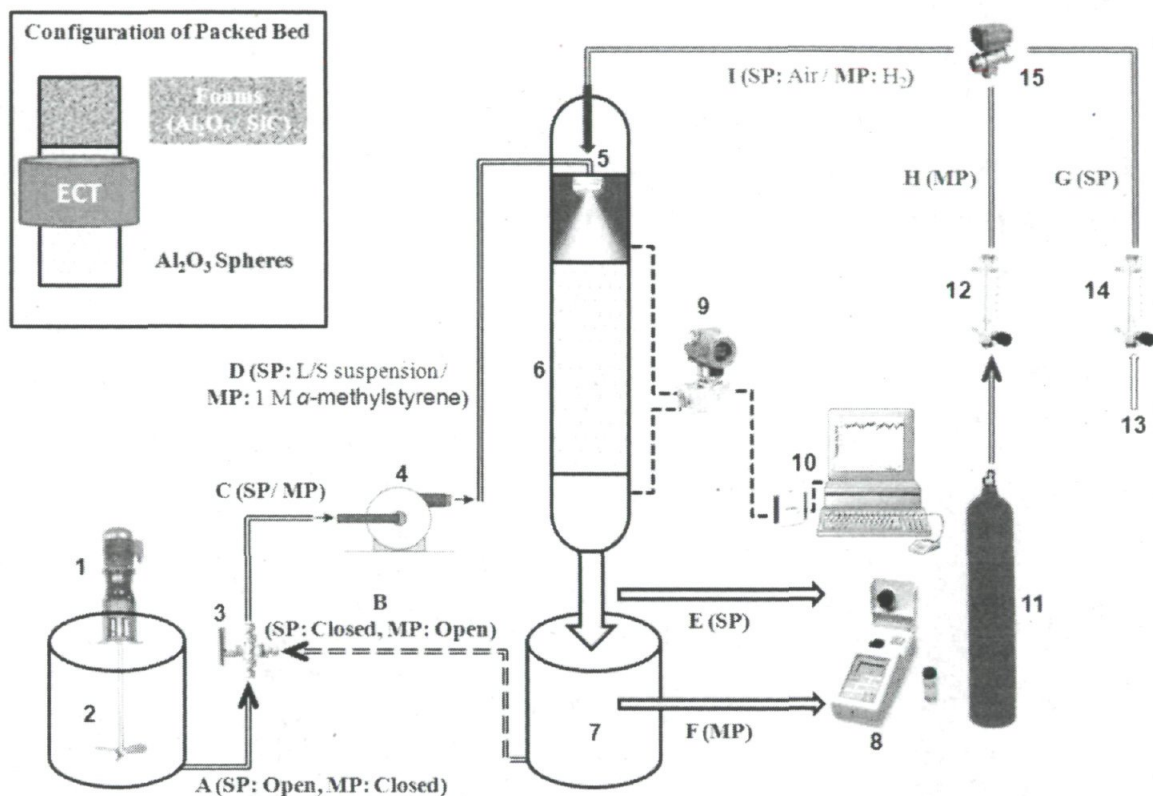 Configuration of Packed Bed
Foams
(Al₂O₃ / SiC)
ECT
Al₂O₃ Spheres
I (SP: Air / MP: H₂)
15
5
H (MP)
G (SP)
12
14
9
6
D (SP: L/S suspension /
MP: 1 M α-methylstyrene)
13
10
4
C (SP/ MP)
1
3
B
(SP: Closed, MP: Open)
E (SP)
11
2
7
F (MP)
8
A (SP: Open, MP: Closed)